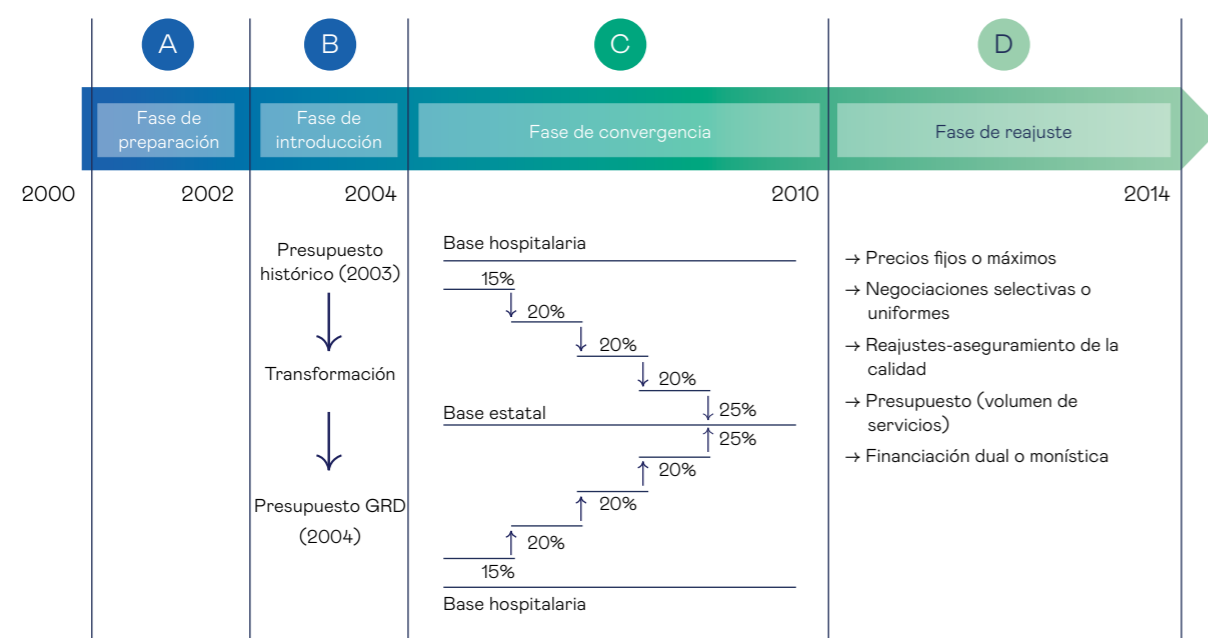 A
B
C
D
Fase de
preparación
Fase de
introducción
Fase de convergencia
Fase de reajuste
2000
2002
2004
2010
2014
Presupuesto
histórico (2003)
Transformación
Presupuesto GRD
(2004)
Base hospitalaria
15%
20%
20%
20%
25%
Base estatal
25%
20%
20%
20%
15%
Base hospitalaria
→ Precios fijos o máximos
→ Negociaciones selectivas o
uniformes
→ Reajustes-aseguramiento de la
calidad
→ Presupuesto (volumen de
servicios)
→ Financiación dual o monística